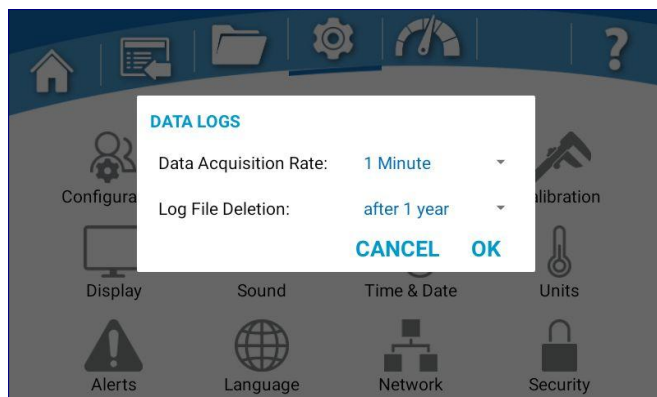 ?
DATA LOGS
Data Acquisition Rate: 1 Minute
Configura
alibration
Log File Deletion: after 1 year
CANCEL OK
Display Sound Time & Date Units
Alerts Language Network Security